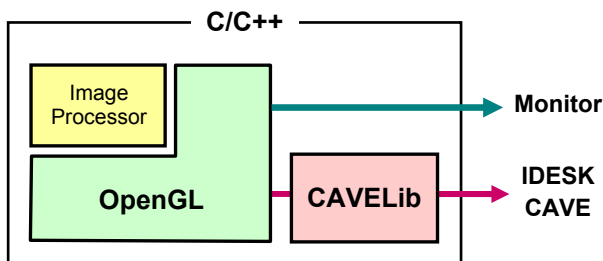 C/C++
Image
Processor
Monitor
OpenGL
CAVELib
IDESK
CAVE